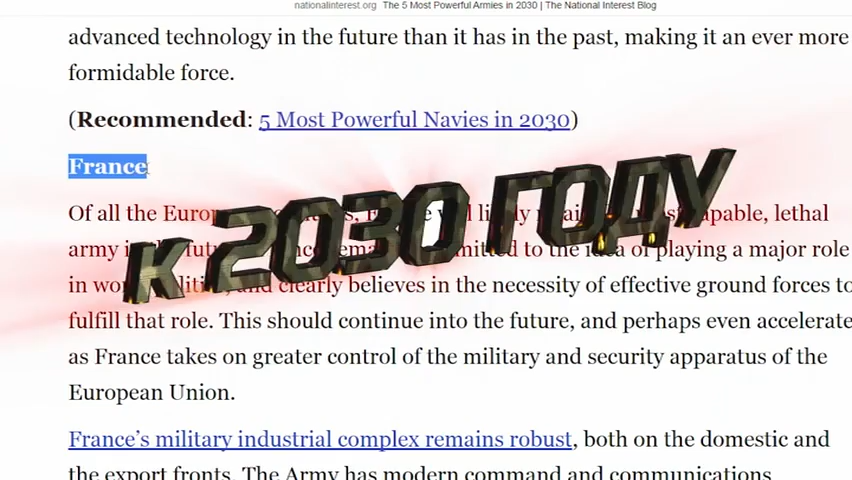 nationalinterest.org The 5 Most Powerful Armies in 2030 | The National Interest Blog
advanced technology in the future than it has in the past, making it an ever more
formidable force.
(Recommended: 5 Most Powerful Navies in 2030)
France
К 2030 ГОДУ
Of all the lethal
army to the of playing a major role
in and clearly believes in the necessity of effective ground forces to
fulfill that role. This should continue into the future, and perhaps even accelerate
as France takes on greater control of the military and security apparatus of the
European Union.
France’s military industrial complex remains robust, both on the domestic and
the export fronts. The Army has modern command and communications